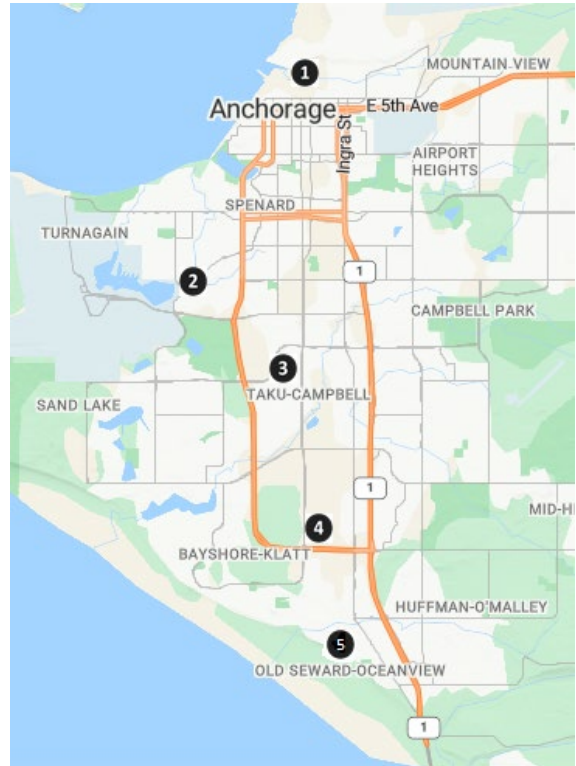 1
MOUNTAIN VIEW
Anchorage
E 5th Ave
Ingra St
AIRPORT
HEIGHTS
SPENARD
TURNAGAIN
1
2
CAMPBELL PARK
3
TAKU-CAMPBELL
SAND LAKE
1
MID-HI
4
BAYSHORE-KLATT
HUFFMAN-O'MALLEY
5
OLD SEWARD-OCEANVIEW
1